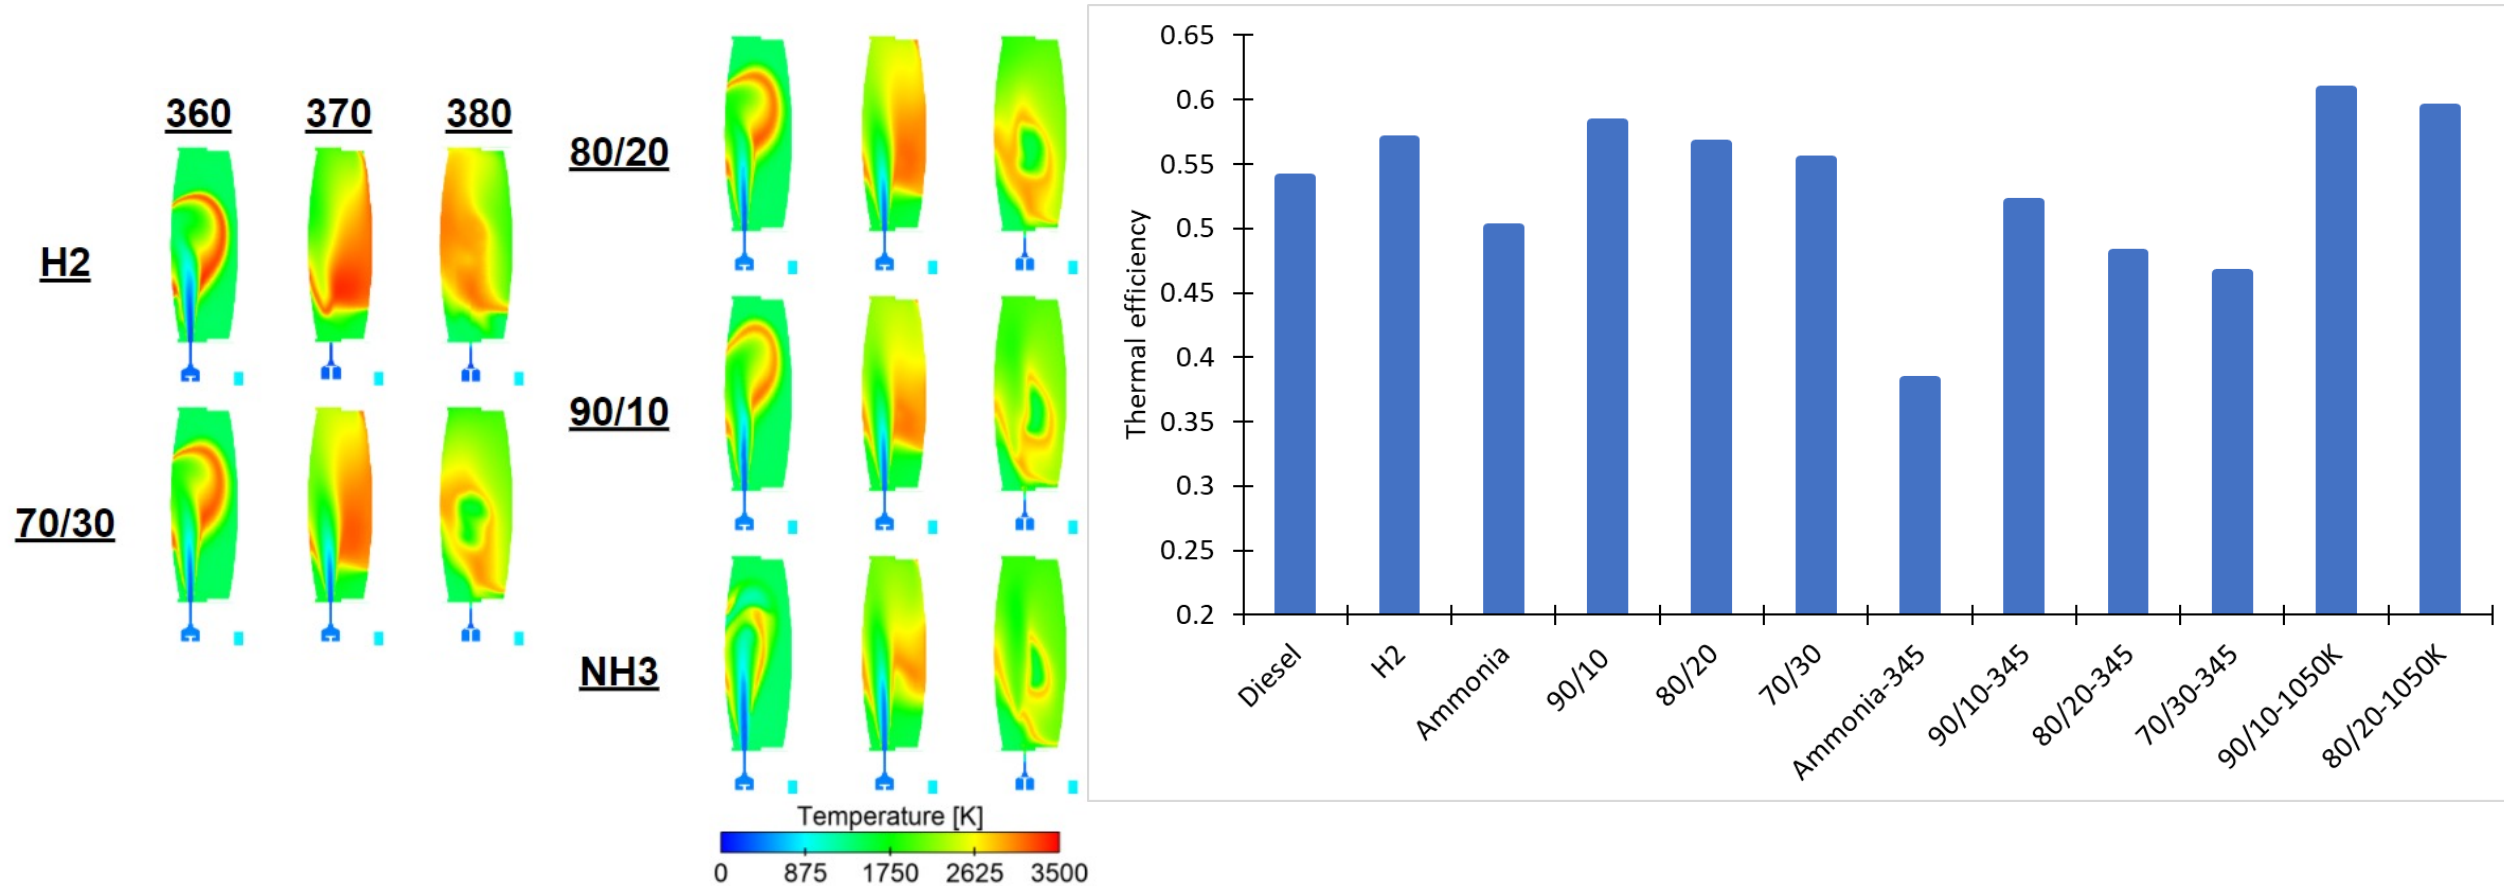 360 370 380
H2
70/30
80/20
90/10
NH3
Temperature [K]
0 875 1750 2625 3500
Thermal efficiency
0.65
0.6
0.55
0.5
0.45
0.4
0.35
0.3
0.25
0.2
Diesel
H2
Ammonia
90/10
80/20
70/30
Ammonia-345
90/10-345
80/20-345
70/30-345
90/10-1050K
80/20-1050K